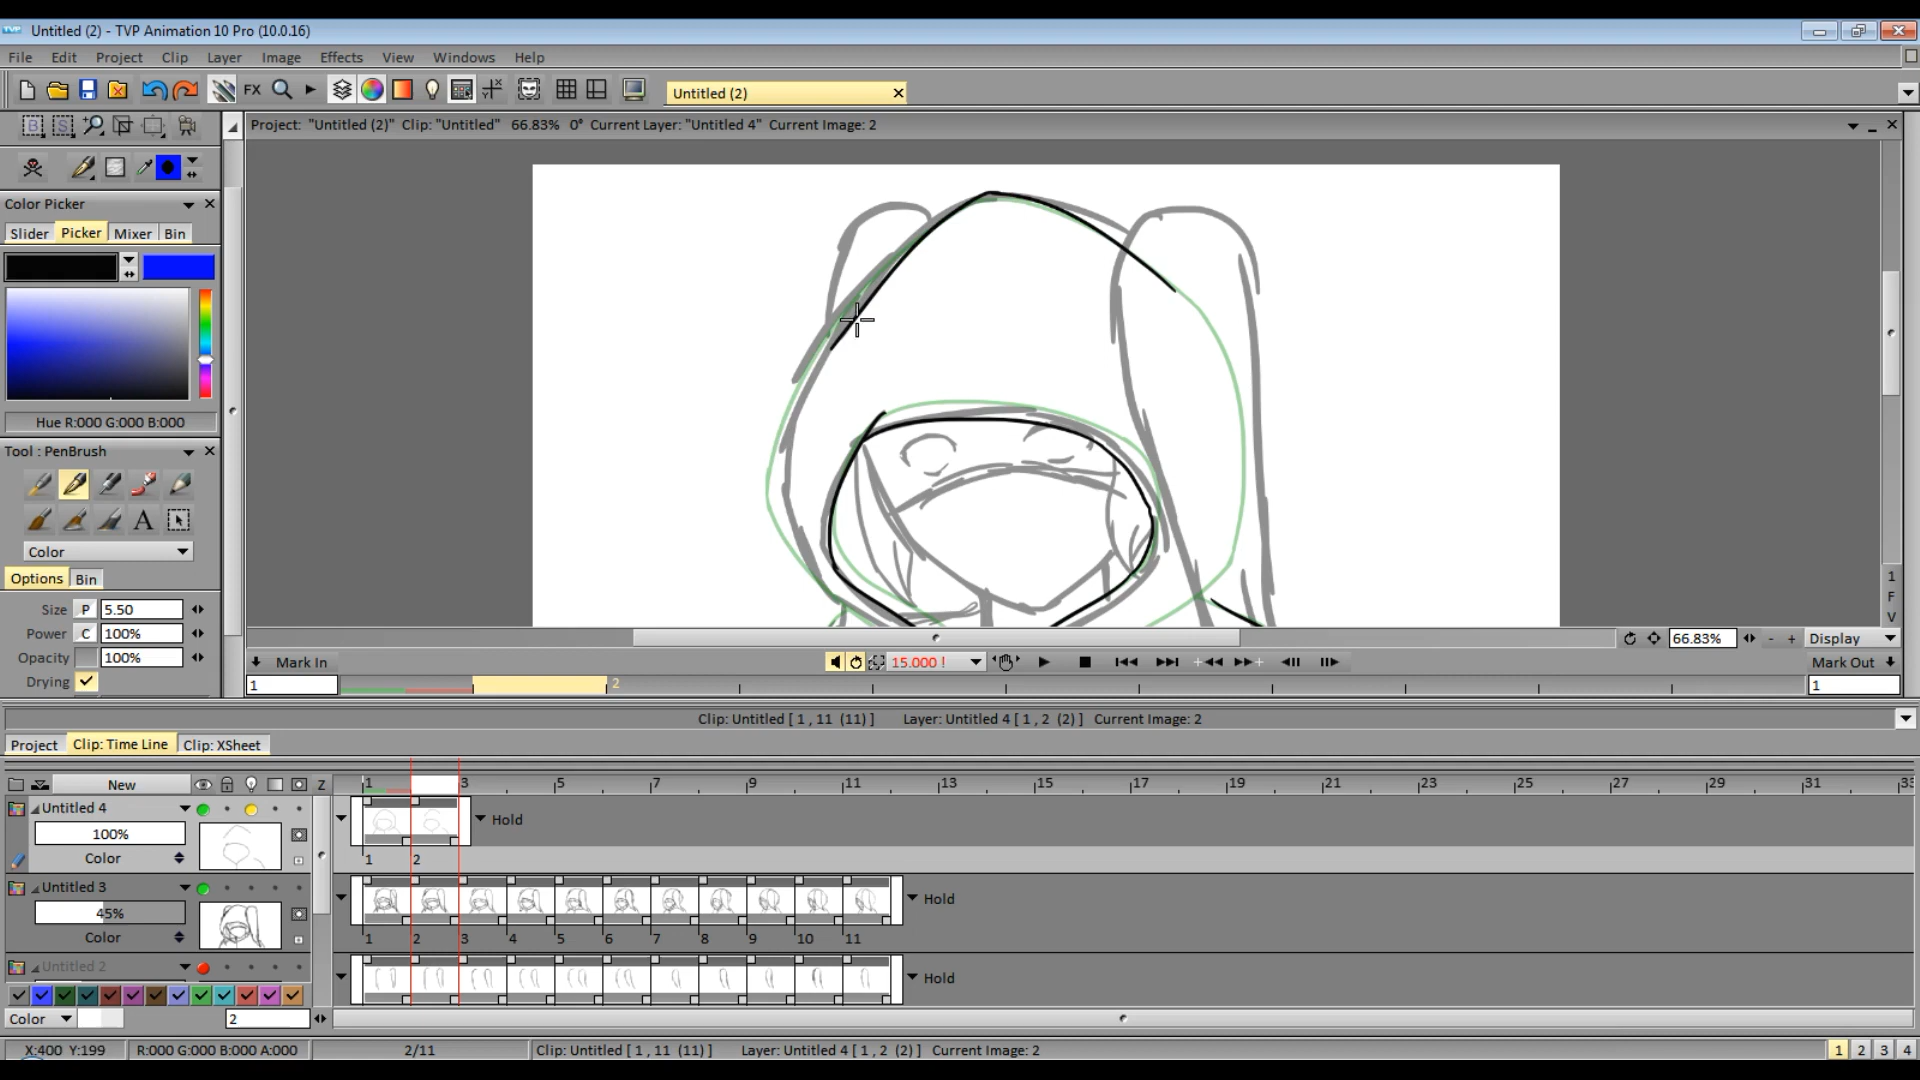 Untitled (2) - TVP Animation 10 Pro (10.0.16)
File Edit Project Clip Layer Image Effects View Windows Help
FX
Untitled (2)
Project: "Untitled (2)" Clip: "Untitled" 66.83% 0° Current Layer: "Untitled 4" Current Image: 2
B S
Color Picker
Slider Picker Mixer Bin
Hue R:000 G:000 B:000
Tool : PenBrush
A
Color
Options Bin
Size P 5.50
Power C 100%
Opacity 100%
Drying
1
F
V
66.83% - + Display
Mark In 15.000 ! Mark Out
1 2 1
Clip: Untitled [ 1 , 11 (11) ] Layer: Untitled 4 [ 1 , 2 (2) ] Current Image: 2
Project Clip: Time Line Clip: XSheet
New Z 1 3 5 7 9 11 13 15 17 19 21 23 25 27 29 31 33
Untitled 4
100% Hold
Color 1 2
Untitled 3
45% Hold
Color 1 2 3 4 5 6 7 8 9 10 11
Untitled 2 Hold
Color 2
X:400 Y:199 R:000 G:000 B:000 A:000 2/11 Clip: Untitled [ 1 , 11 (11) ] Layer: Untitled 4 [ 1 , 2 (2) ] Current Image: 2 1 2 3 4